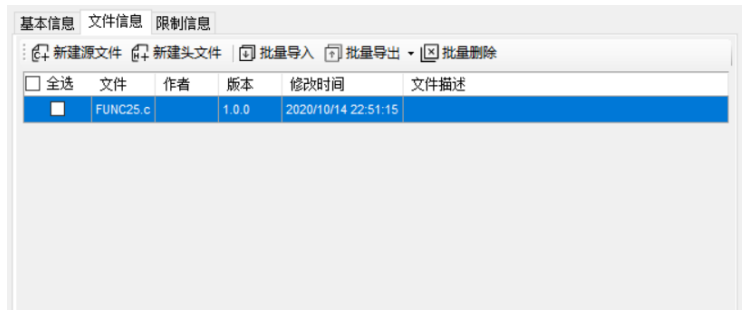 基本信息 文件信息 限制信息
新建源文件 新建头文件 批量导入 批量导出 批量删除
全选 文件 作者 版本 修改时间 文件描述
FUNC25.c 1.0.0 2020/10/14 22:51:15